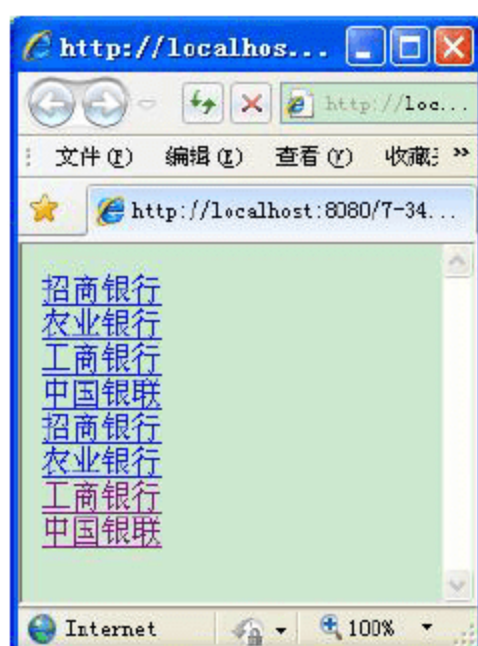 http://localhos...
http://loc...
文件(F) 编辑(E) 查看(V) 收藏 »
http://localhost:8080/7-34...
招商银行
农业银行
工商银行
中国银联
招商银行
农业银行
工商银行
中国银联
Internet 100%